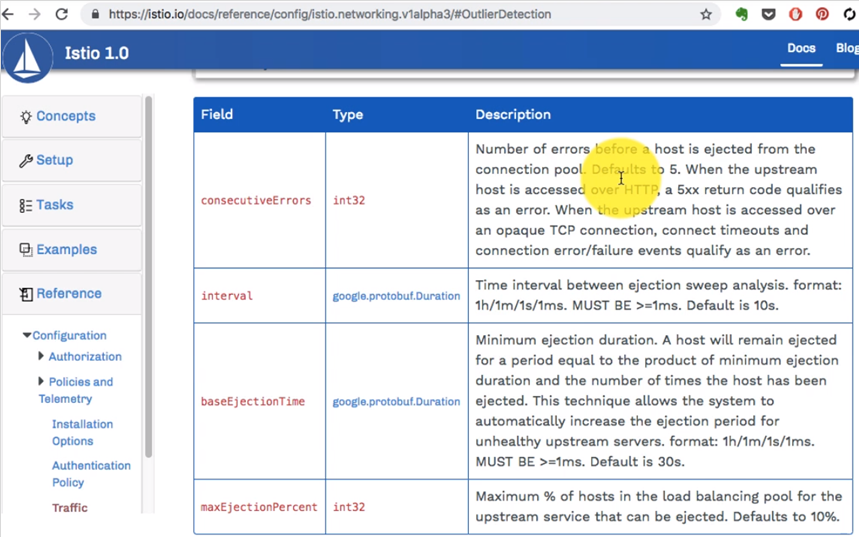 https://istio.io/docs/reference/config/istio.networking.v1alpha3/#OutlierDetection
Istio 1.0
Docs
Blog
Concepts
Setup
Tasks
Examples
Reference
Configuration
Authorization
Policies and
Telemetry
Installation
Options
Authentication
Policy
Traffic
Field Type Description
consecutiveErrors int32
Number of errors before a host is ejected from the
connection pool. Defaults to 5. When the upstream
host is accessed over HTTP, a 5xx return code qualifies
as an error. When the upstream host is accessed over
an opaque TCP connection, connect timeouts and
connection error/failure events qualify as an error.
interval google.protobuf.Duration
Time interval between ejection sweep analysis. format:
1h/1m/1s/1ms. MUST BE >=1ms. Default is 10s.
baseEjectionTime google.protobuf.Duration
Minimum ejection duration. A host will remain ejected
for a period equal to the product of minimum ejection
duration and the number of times the host has been
ejected. This technique allows the system to
automatically increase the ejection period for
unhealthy upstream servers. format: 1h/1m/1s/1ms.
MUST BE >=1ms. Default is 30s.
maxEjectionPercent int32
Maximum % of hosts in the load balancing pool for the
upstream service that can be ejected. Defaults to 10%.